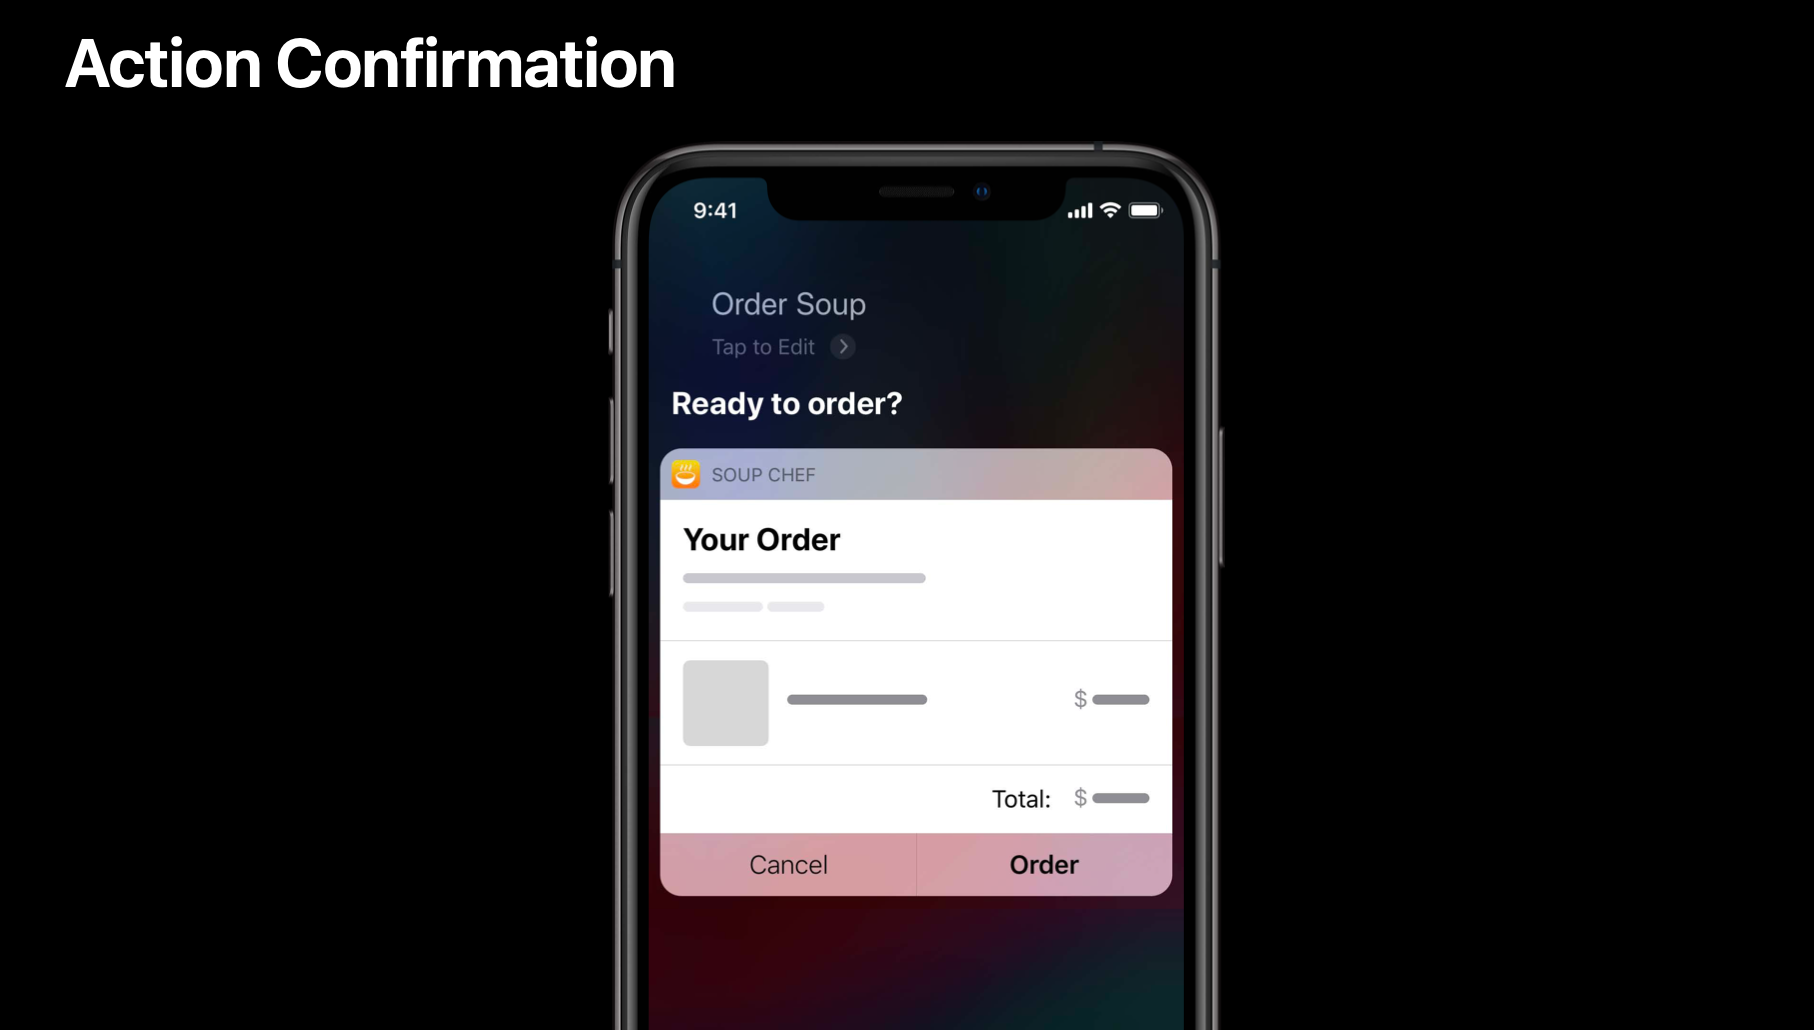 Action Confirmation
9:41
Order Soup
Tap to Edit
Ready to order?
SOUP CHEF
Your Order
$
Total: $
Cancel
Order